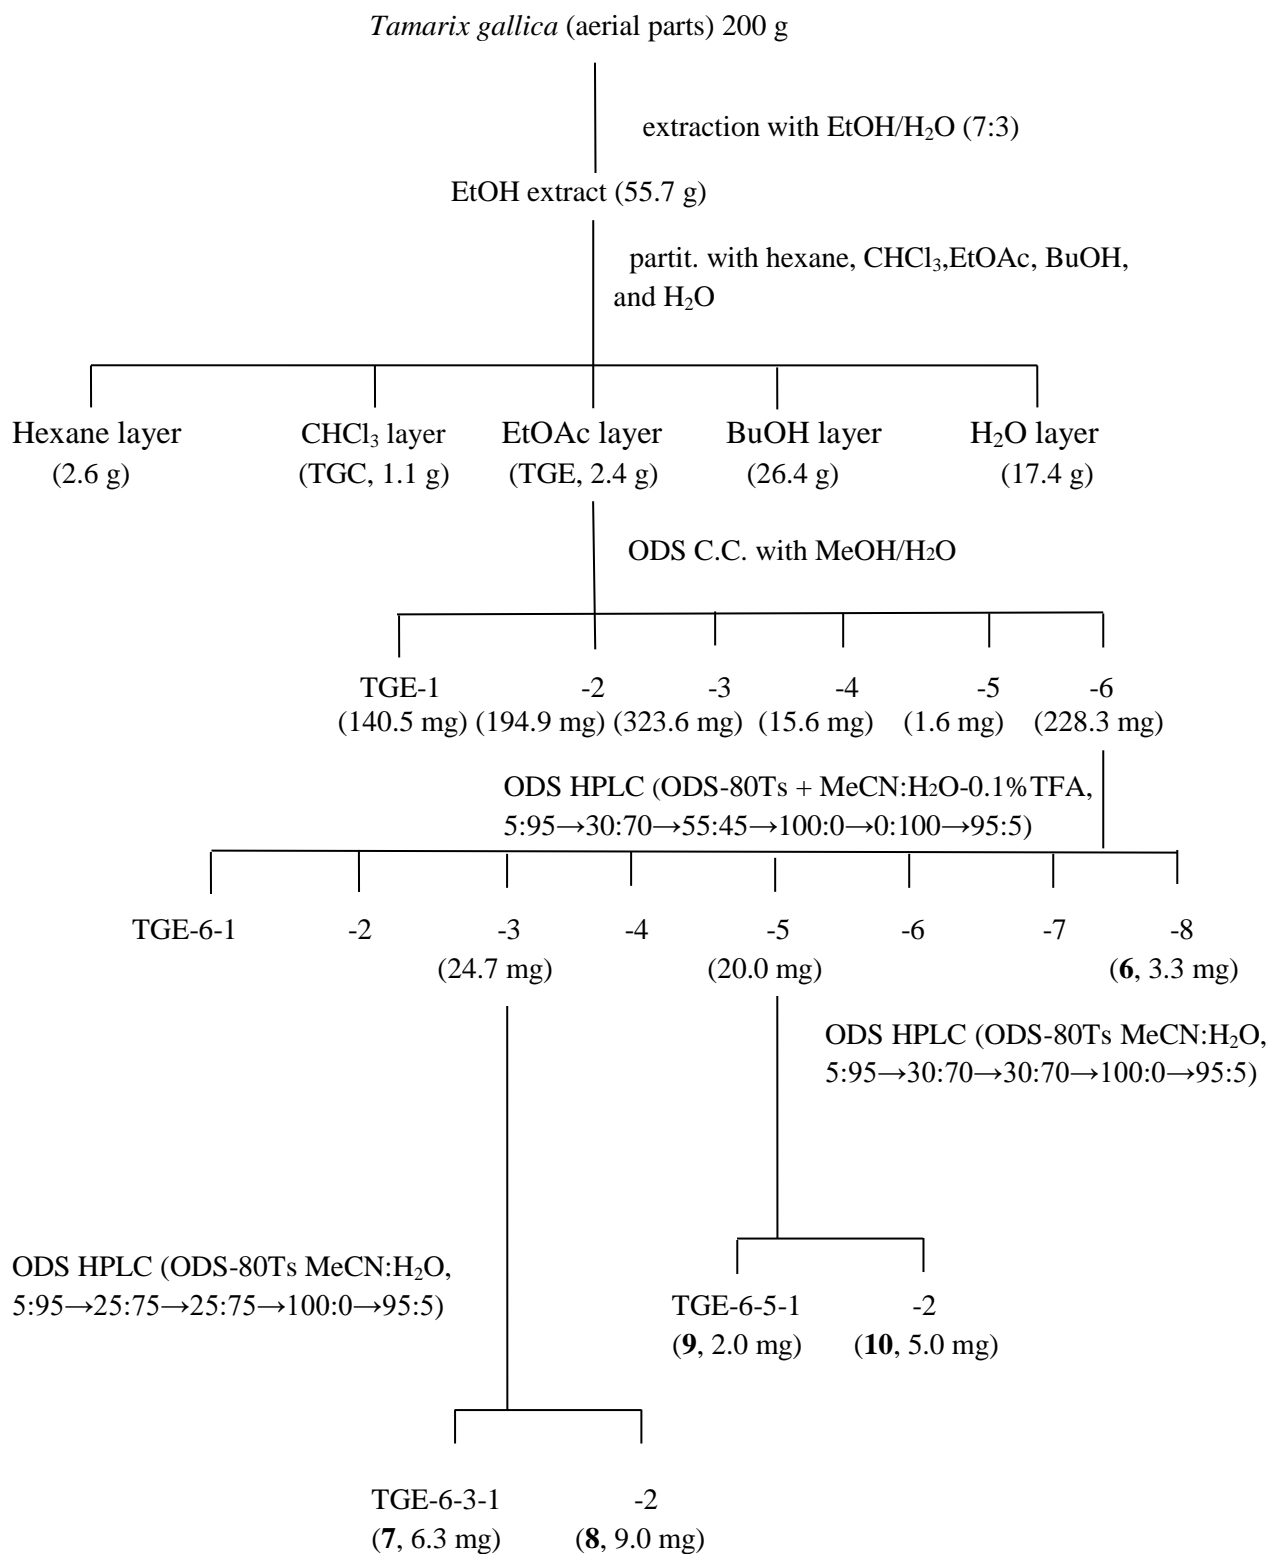 Tamarix gallica (aerial parts) 200 g
extraction with EtOH/H₂O (7:3)
EtOH extract (55.7 g)
partit. with hexane, CHCl₃,EtOAc, BuOH,
and H₂O
Hexane layer CHCl₃ layer EtOAc layer BuOH layer H₂O layer
(2.6 g) (TGC, 1.1 g) (TGE, 2.4 g) (26.4 g) (17.4 g)
ODS C.C. with MeOH/H2O
TGE-1 -2 -3 -4 -5 -6
(140.5 mg) (194.9 mg) (323.6 mg) (15.6 mg) (1.6 mg) (228.3 mg)
ODS HPLC (ODS-80Ts + MeCN:H2O-0.1%TFA,
5:95→30:70→55:45→100:0→0:100→95:5)
TGE-6-1 -2 -3 -4 -5 -6 -7 -8
(24.7 mg) (20.0 mg) (6, 3.3 mg)
ODS HPLC (ODS-80Ts MeCN:H₂O,
5:95→30:70→30:70→100:0→95:5)
ODS HPLC (ODS-80Ts MeCN:H₂O,
5:95→25:75→25:75→100:0→95:5)
TGE-6-5-1 -2
(9, 2.0 mg) (10, 5.0 mg)
TGE-6-3-1 -2
(7, 6.3 mg) (8, 9.0 mg)